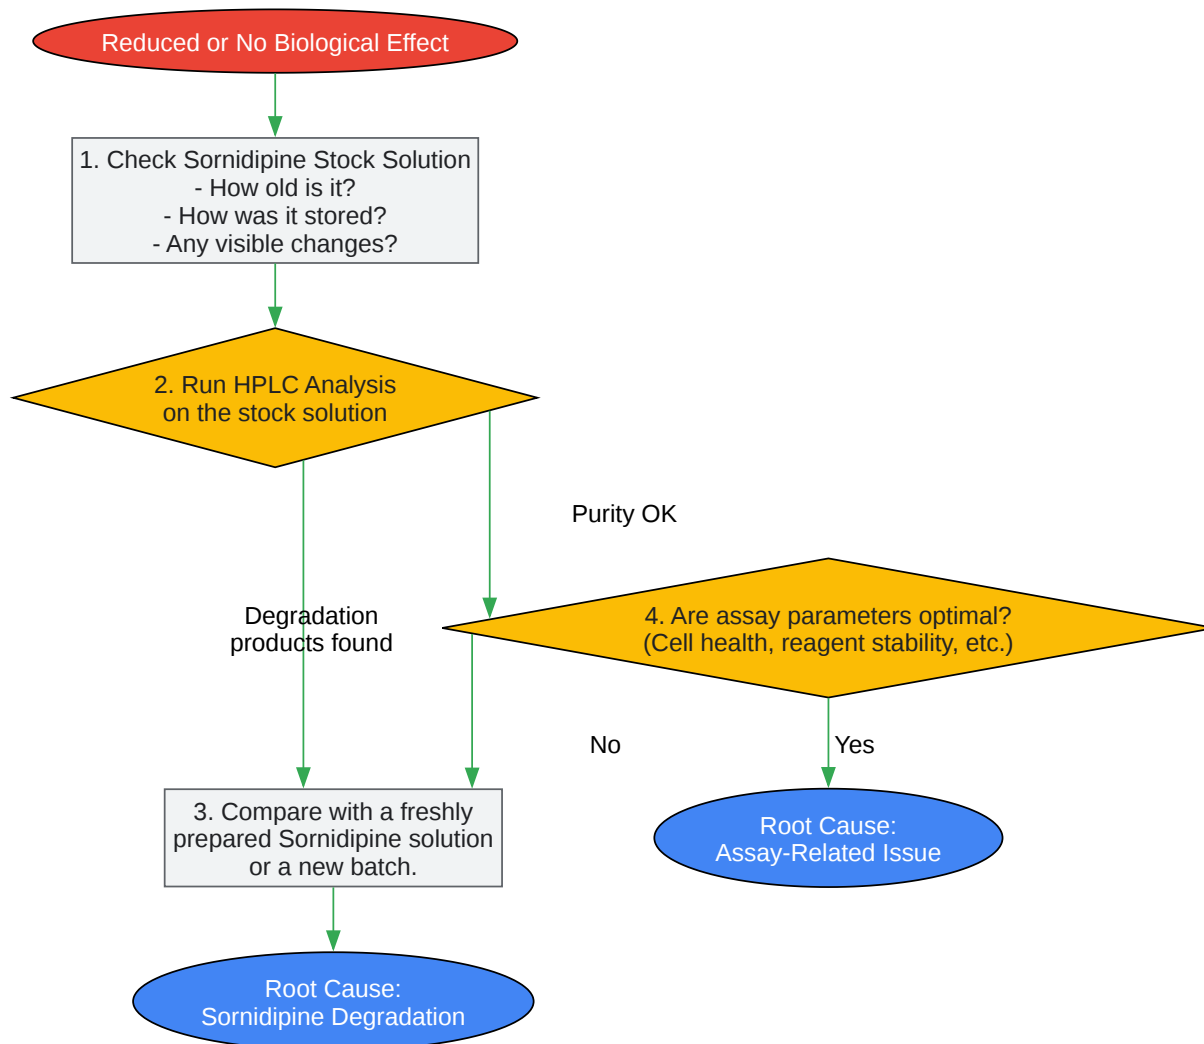 Reduced or No Biological Effect
1. Check Sornidipine Stock Solution
- How old is it?
- How was it stored?
- Any visible changes?
2. Run HPLC Analysis
on the stock solution
Purity OK
Degradation
products found
4. Are assay parameters optimal?
(Cell health, reagent stability, etc.)
No
Yes
3. Compare with a freshly
prepared Sornidipine solution
or a new batch.
Root Cause:
Assay-Related Issue
Root Cause:
Sornidipine Degradation